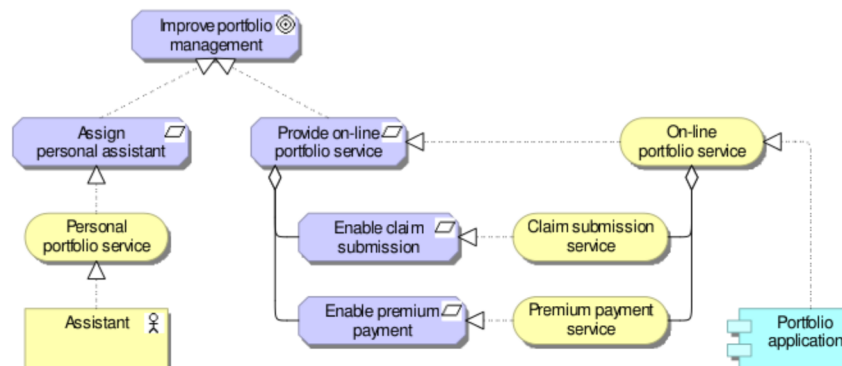 Improve portfolio
management
Assign
personal assistant
Provide on-line
portfolio service
On-line
portfolio service
Personal
portfolio service
Enable claim
submission
Claim submission
service
Enable premium
payment
Premium payment
service
Assistant
Portfolio
application